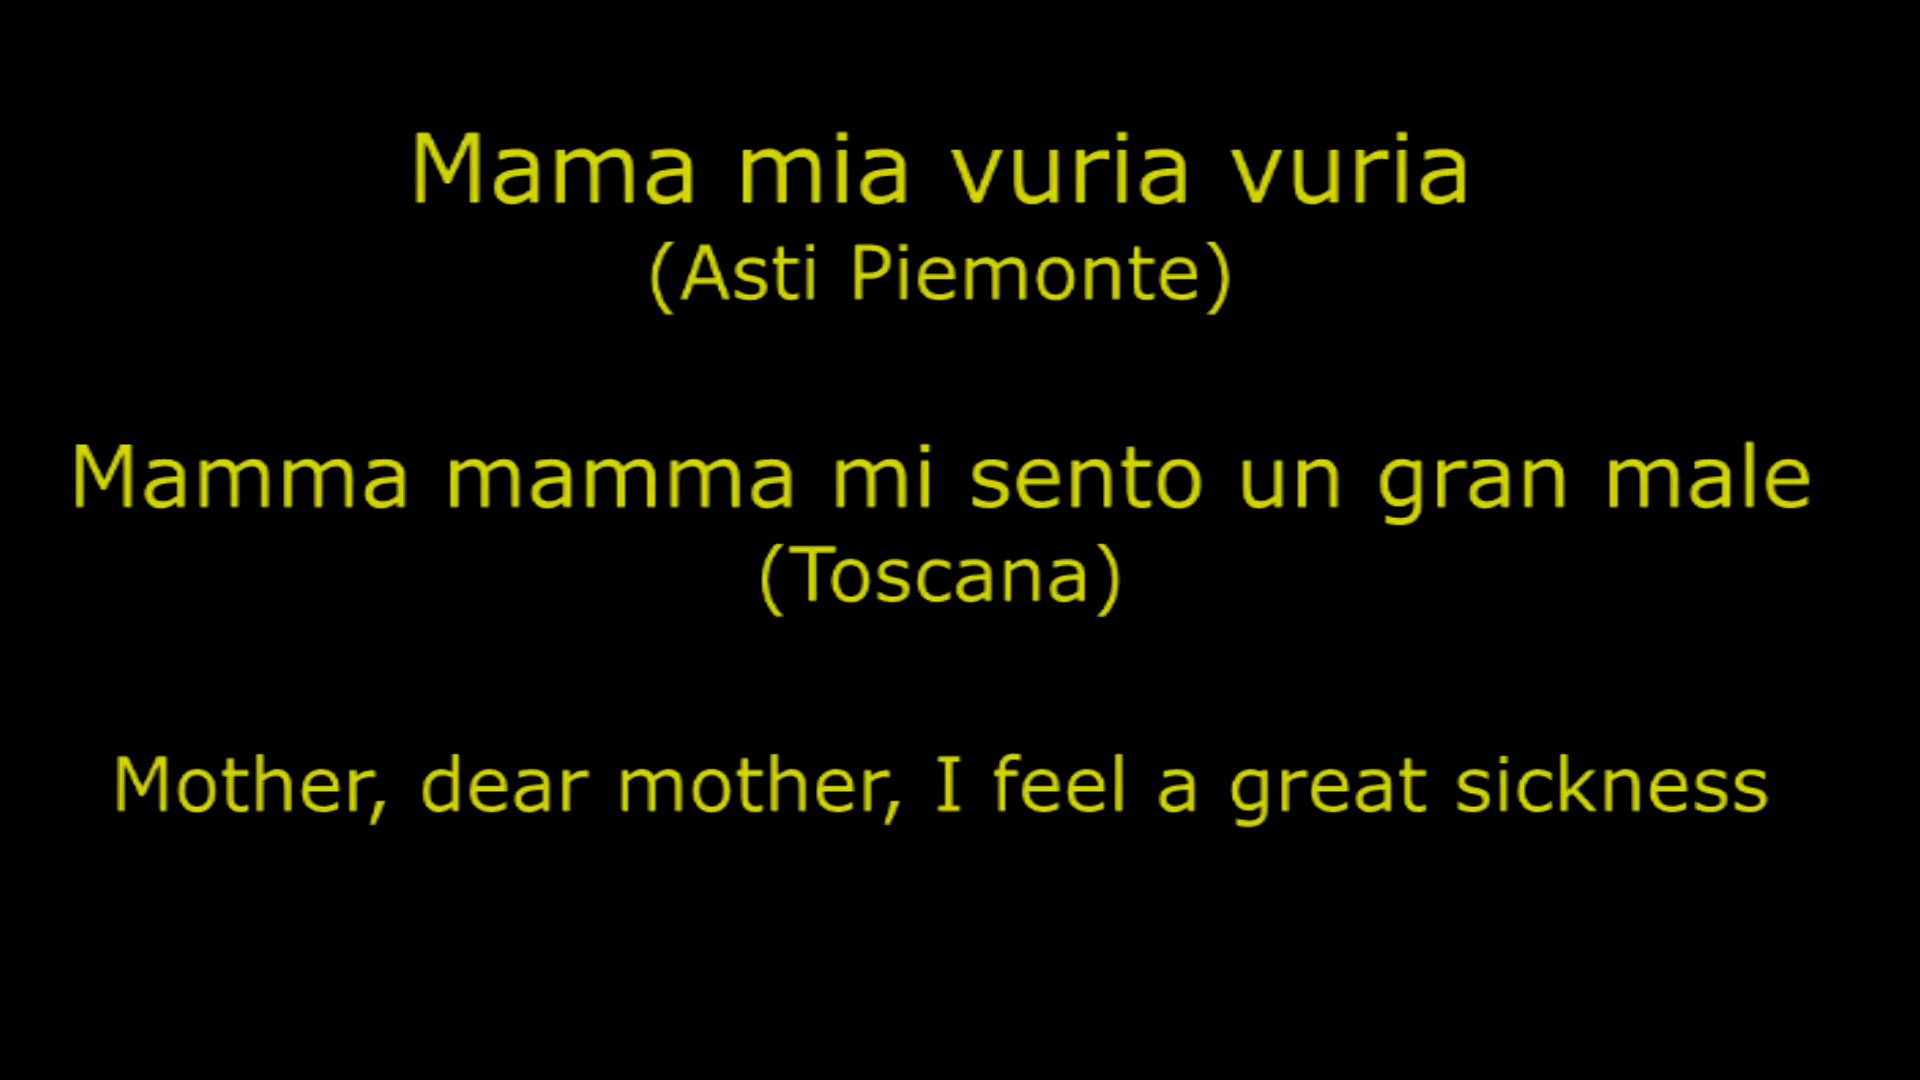 Mama mia vuria vuria
(Asti Piemonte)
Mamma mamma mi sento un gran male
(Toscana)
Mother, dear mother, I feel a great sickness